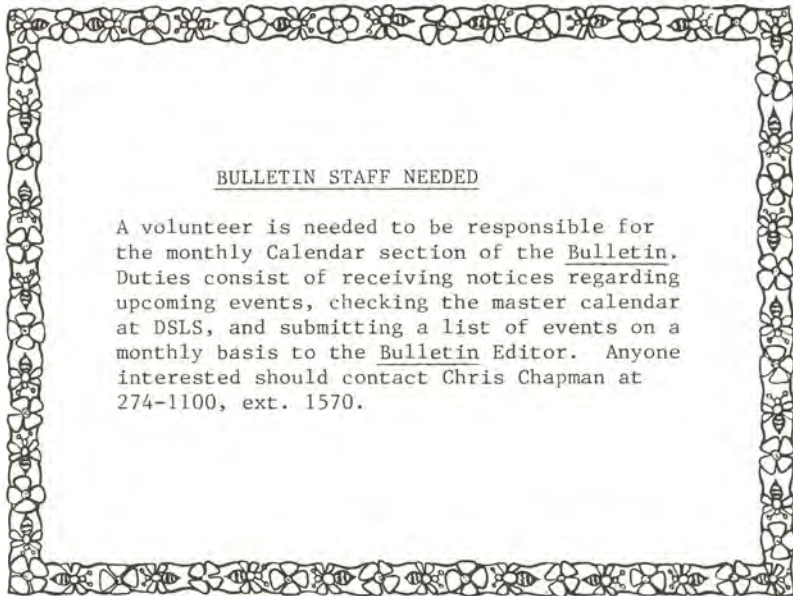 BULLETIN STAFF NEEDED
A volunteer is needed to be responsible for
the monthly Calendar section of the Bulletin.
Duties consist of receiving notices regarding
upcoming events, checking the master calendar
at DSLS, and submitting a list of events on a
monthly basis to the Bulletin Editor. Anyone
interested should contact Chris Chapman at
274-1100, ext. 1570.